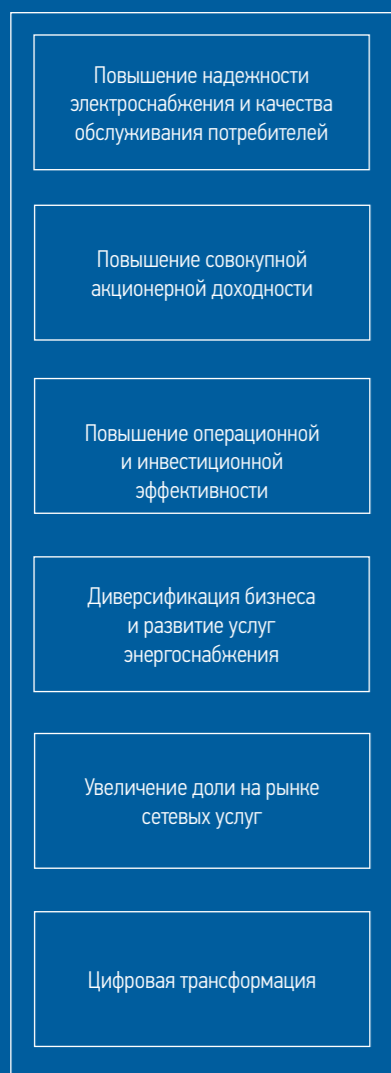 Повышение надежности
электроснабжения и качества
обслуживания потребителей
Повышение совокупной
акционерной доходности
Повышение операционной
и инвестиционной
эффективности
Диверсификация бизнеса
и развитие услуг
энергоснабжения
Увеличение доли на рынке
сетевых услуг
Цифровая трансформация